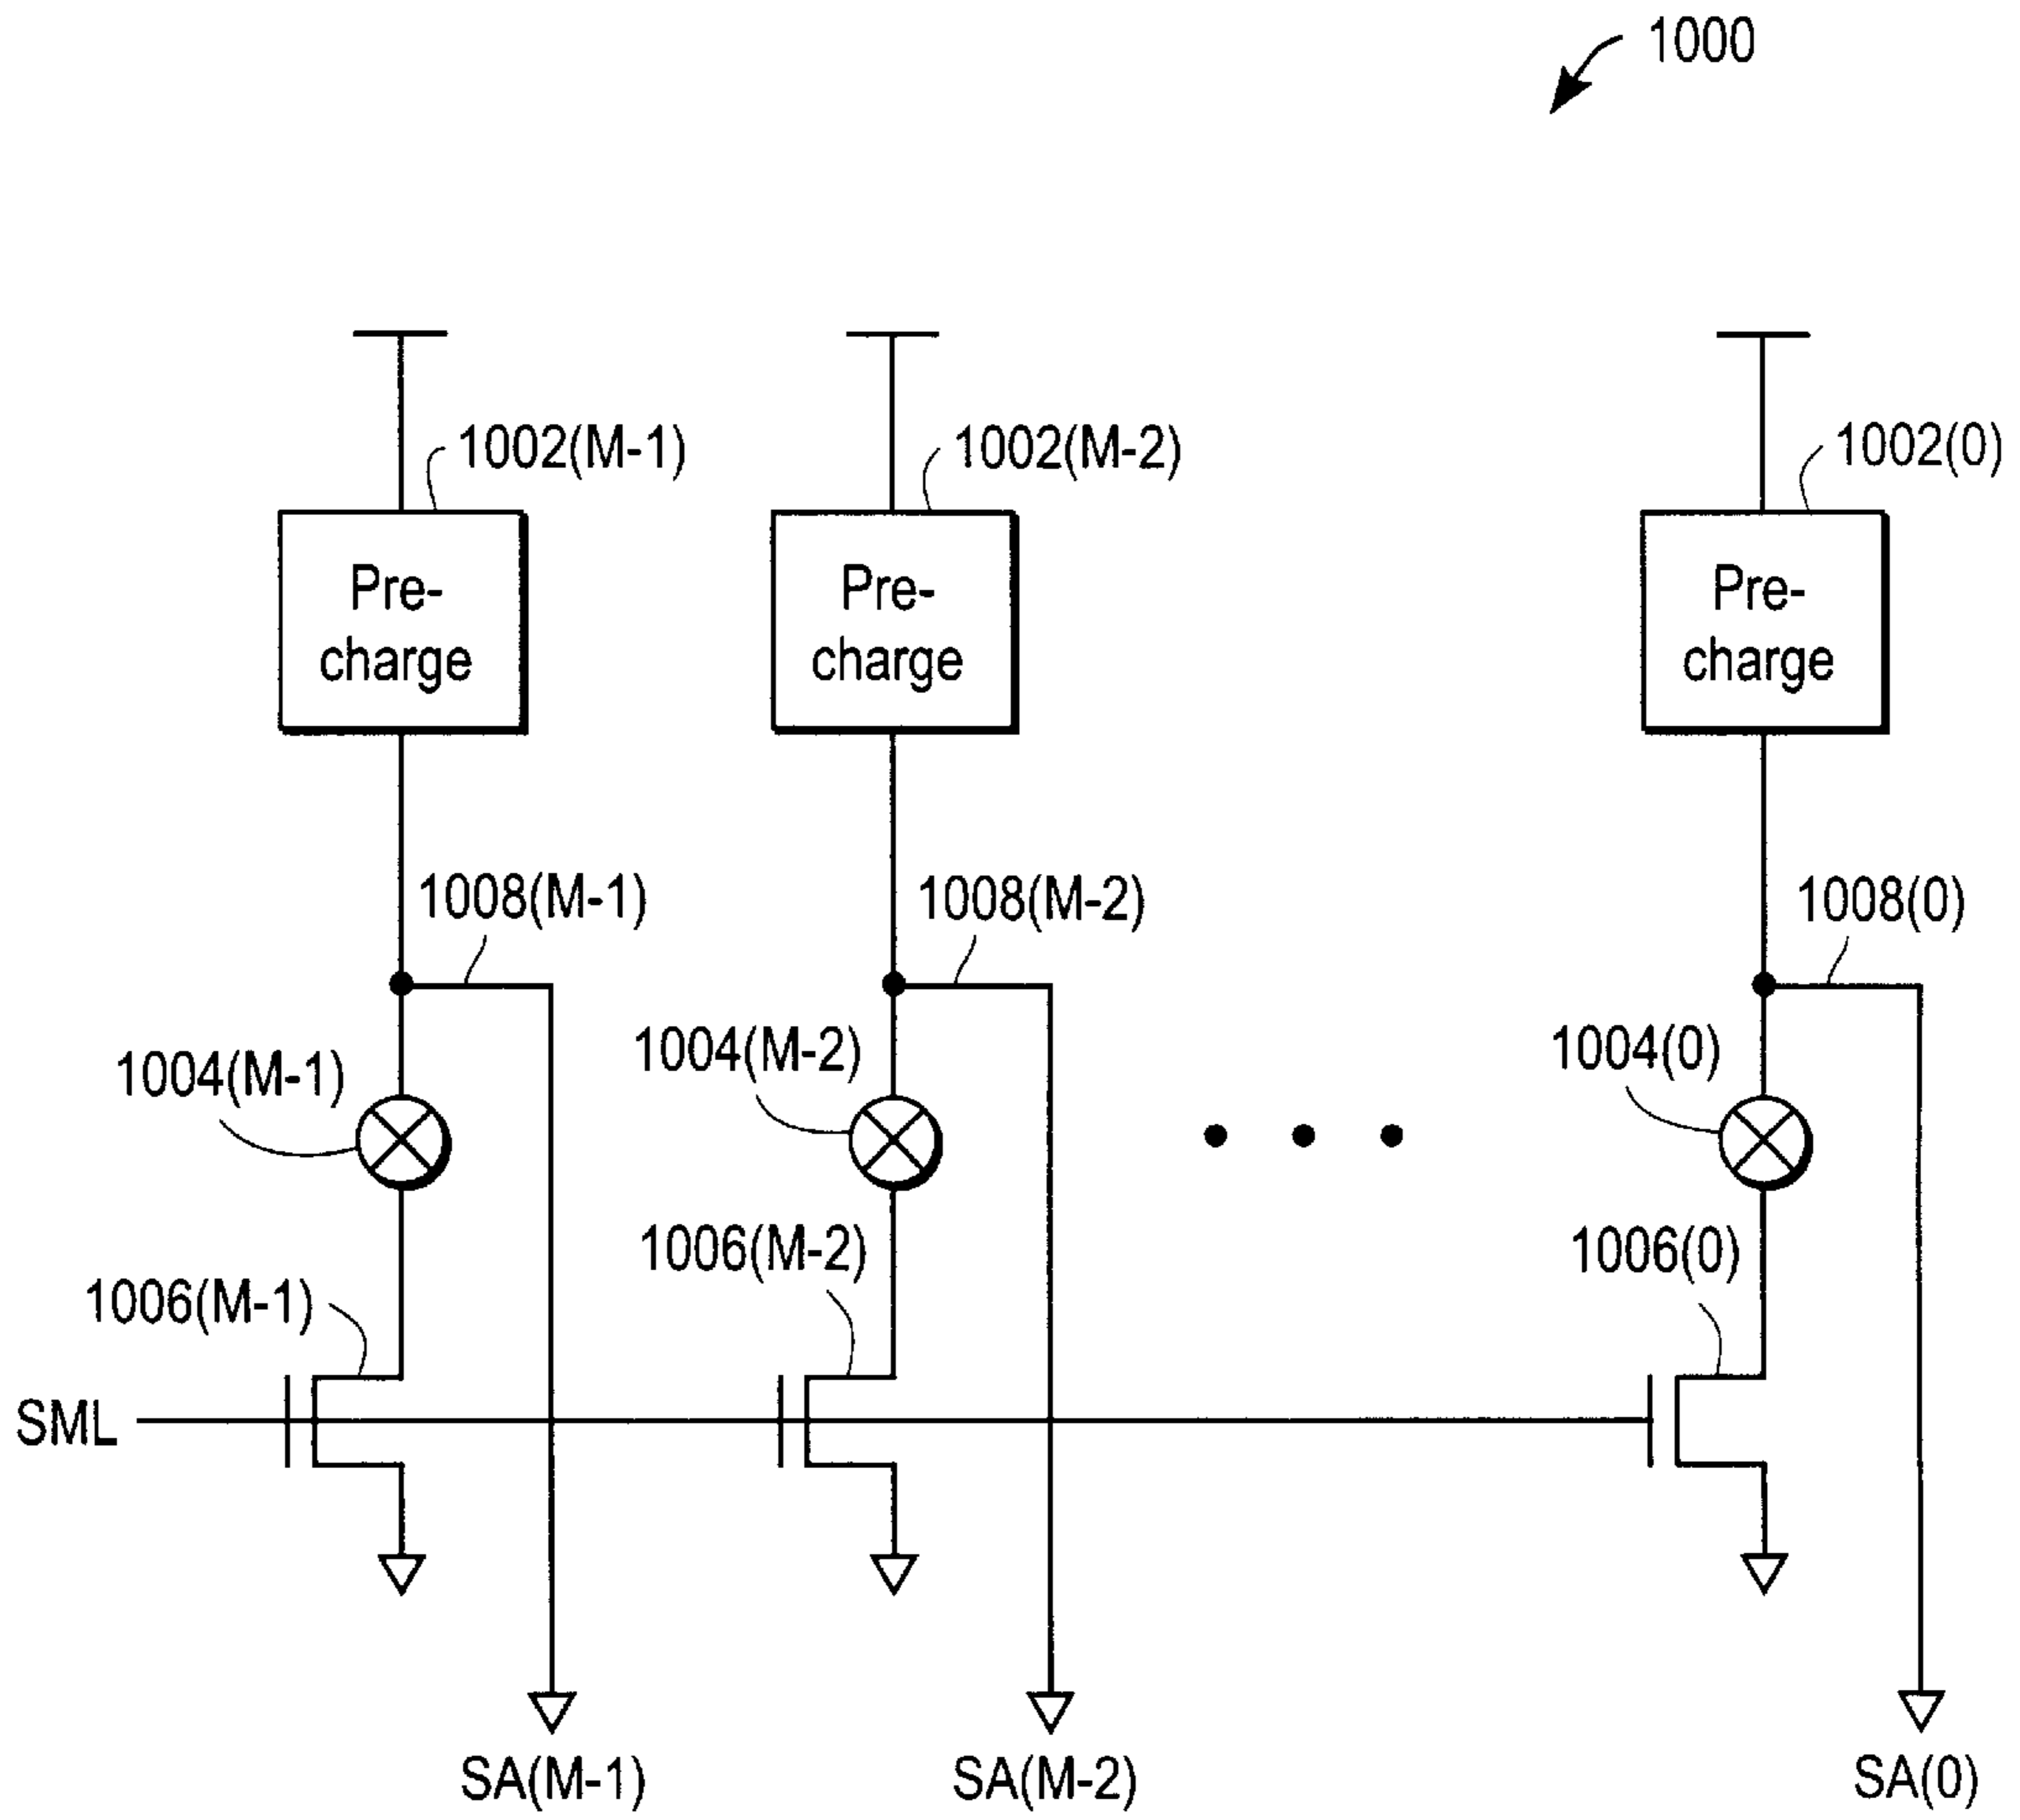 1000
1002(M-1)
1002(M-2)
1002(0)
Pre-
charge
Pre-
charge
Pre-
charge
1008(M-1)
1008(M-2)
1008(0)
1004(M-1)
1004(M-2)
1004(0)
1006(M-1)
1006(M-2)
1006(0)
SML
SA(M-1)
SA(M-2)
SA(0)